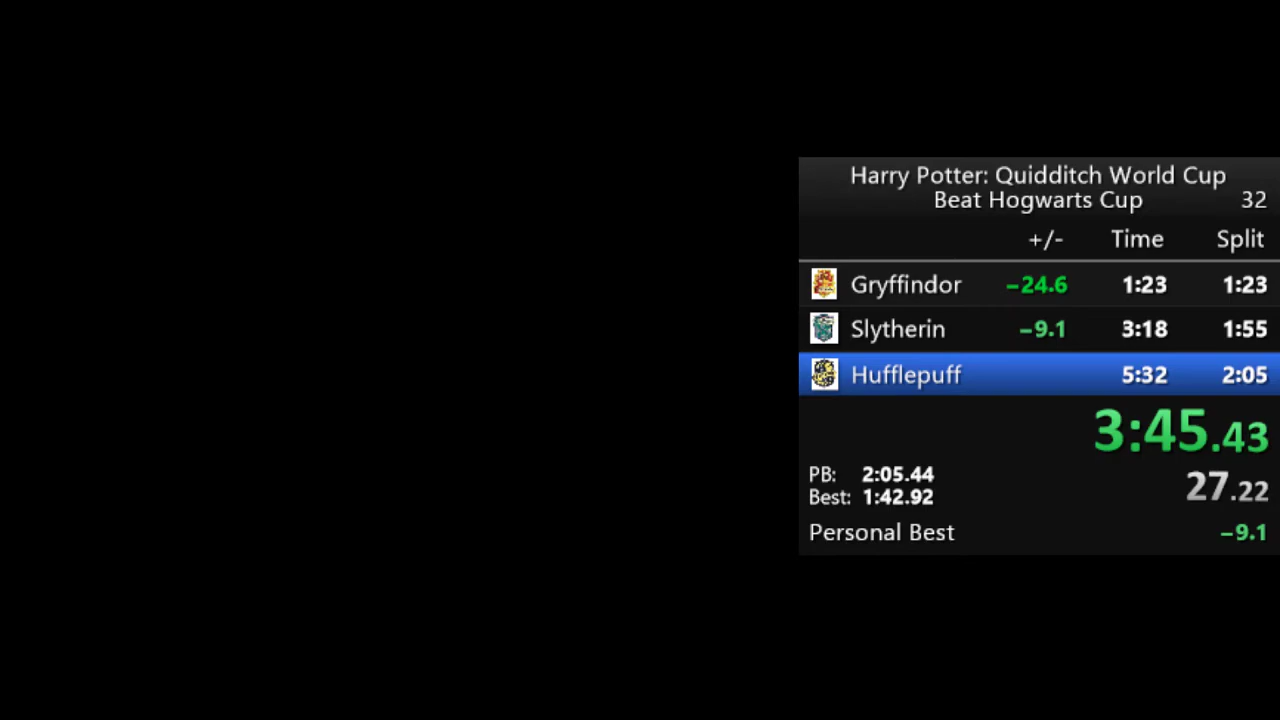 Harry Potter: Quidditch World Cup
Beat Hogwarts Cup 32
+/- Time Split
Gryffindor −24.6 1:23 1:23
Slytherin −9.1 3:18 1:55
Hufflepuff 5:32 2:05
3:45.43
PB: 2:05.44
Best: 1:42.92
27.22
Personal Best −9.1